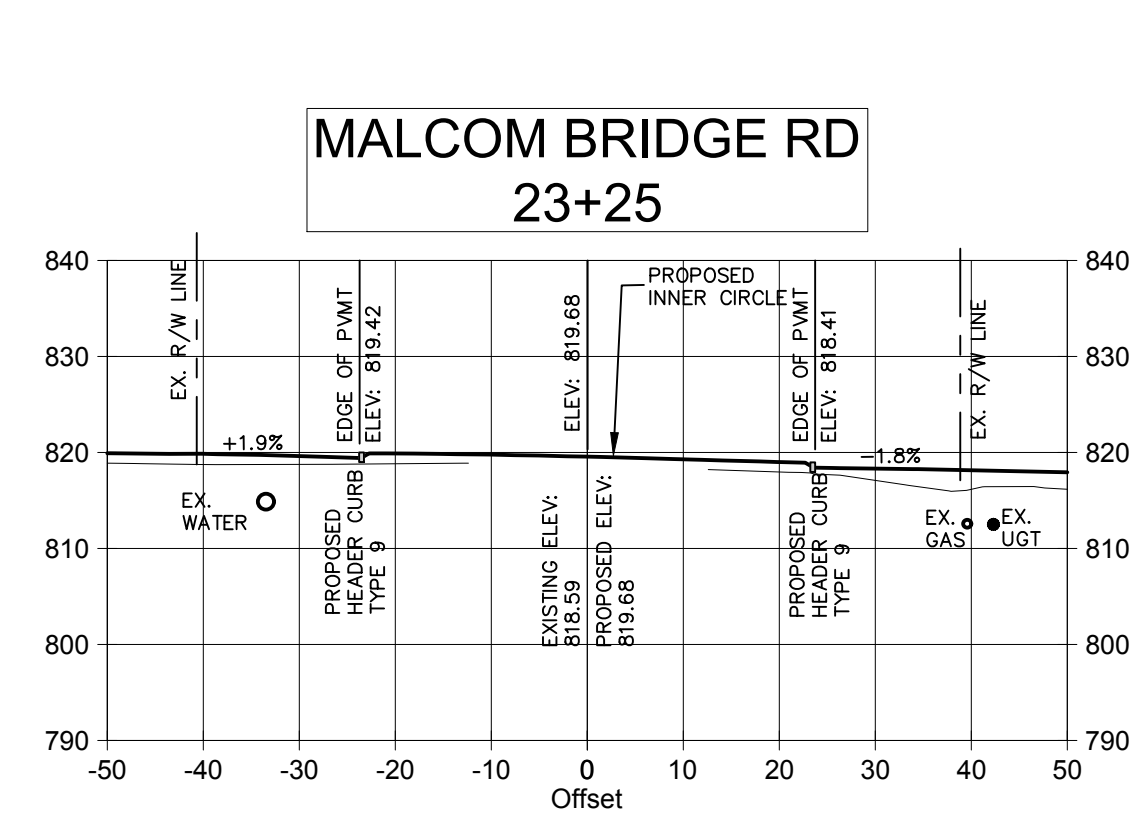 MALCOM BRIDGE RD
23+25
840
840
830
830
820
820
810
810
800
800
790
790
EX. R/W LINE
EDGE OF PVMT
ELEV: 819.42
ELEV: 819.68
PROPOSED
INNER CIRCLE
EDGE OF PVMT
ELEV: 818.41
EX. R/W LINE
+1.9%
-1.8%
EX.
WATER
PROPOSED
HEADER CURB
TYPE 9
EXISTING ELEV:
818.59
PROPOSED ELEV:
819.68
PROPOSED
HEADER CURB
TYPE 9
EX.
GAS
EX.
UGT
-50
-40
-30
-20
-10
0
10
20
30
40
50
Offset